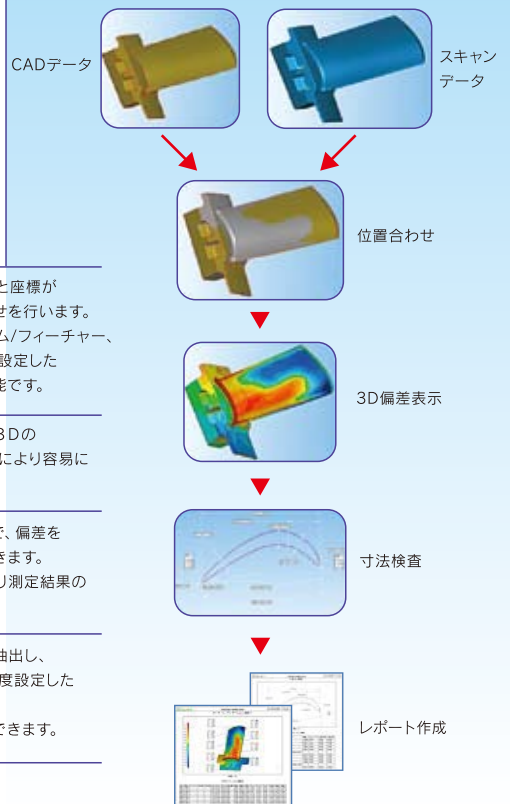 CADデータ
スキャン
データ
位置合わせ
と座標が
せを行います。
ム/フィーチャー、
設定した
能です。
3D偏差表示
3Dの
により容易に
で、偏差を
きます。
り測定結果の
寸法検査
抽出し、
度設定した
できます。
レポート作成